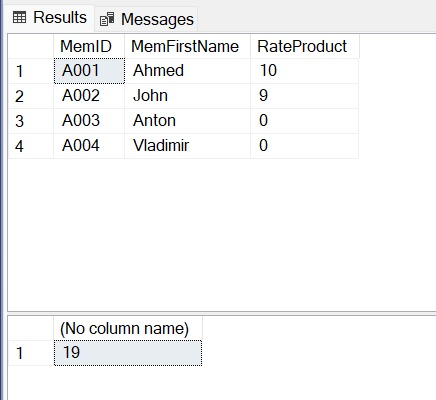 Results Messages
MemID MemFirstName RateProduct
1 A001 Ahmed 10
2 A002 John 9
3 A003 Anton 0
4 A004 Vladimir 0
(No column name)
1 19